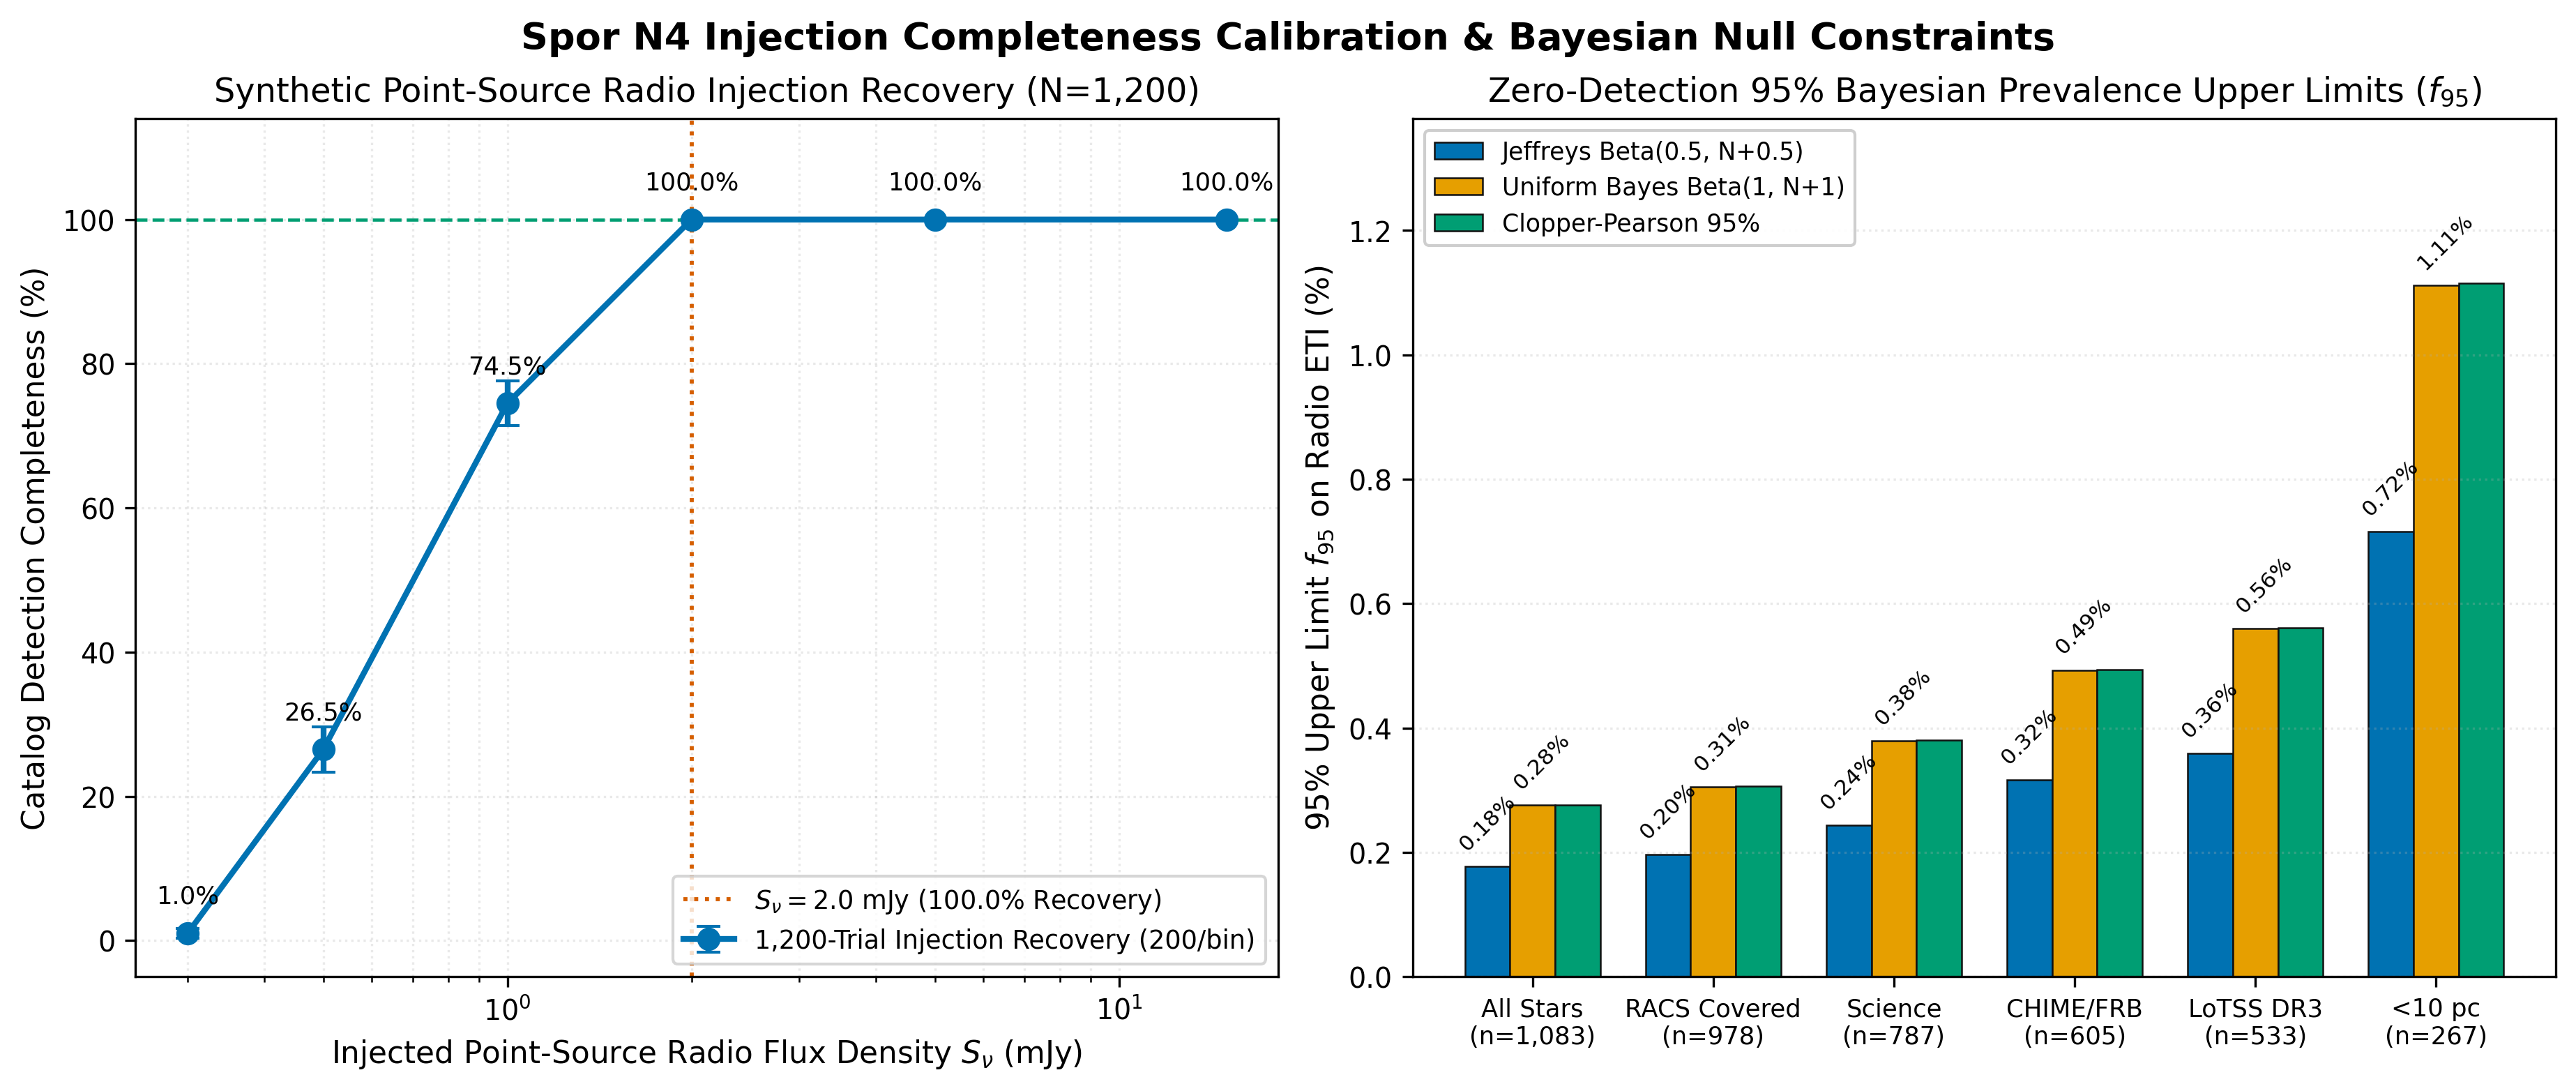 Spor N4 Injection Completeness Calibration & Bayesian Null Constraints
Synthetic Point-Source Radio Injection Recovery (N=1,200)
Catalog Detection Completeness (%)
100
80
60
40
20
0
1.0%
26.5%
74.5%
100.0%
100.0%
100.0%
S_ν = 2.0 mJy (100.0% Recovery)
1,200-Trial Injection Recovery (200/bin)
10⁰
10¹
Injected Point-Source Radio Flux Density S_ν (mJy)
Zero-Detection 95% Bayesian Prevalence Upper Limits (f₉₅)
95% Upper Limit f₉₅ on Radio ETI (%)
1.2
1.0
0.8
0.6
0.4
0.2
0.0
Jeffreys Beta(0.5, N+0.5)
Uniform Bayes Beta(1, N+1)
Clopper-Pearson 95%
0.18%
0.28%
0.20%
0.31%
0.24%
0.38%
0.32%
0.49%
0.36%
0.56%
0.72%
1.11%
All Stars
(n=1,083)
RACS Covered
(n=978)
Science
(n=787)
CHIME/FRB
(n=605)
LoTSS DR3
(n=533)
<10 pc
(n=267)